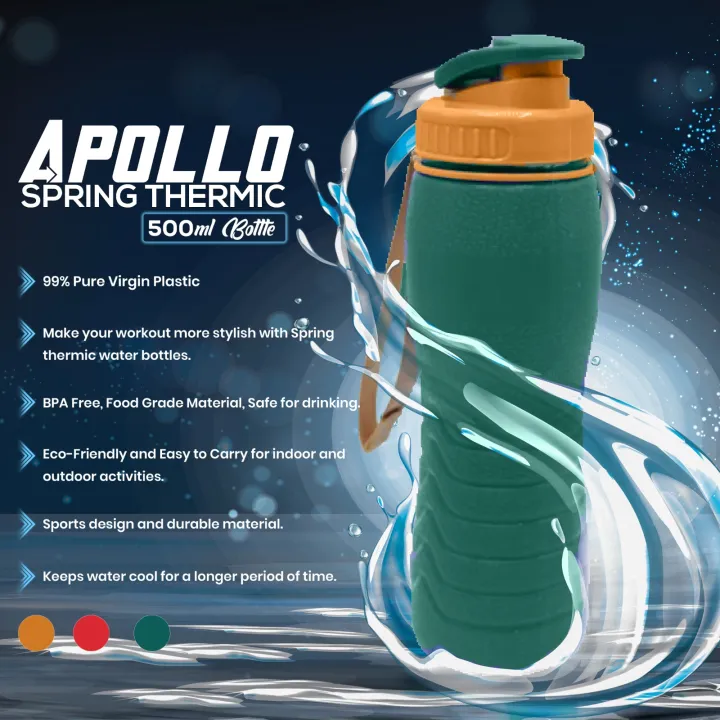 APOLLO
SPRING THERMIC
500ml Bottle
99% Pure Virgin Plastic
Make your workout more stylish with Spring
thermic water bottles.
BPA Free, Food Grade Material, Safe for drinking.
Eco-Friendly and Easy to Carry for indoor and
outdoor activities.
Sports design and durable material.
Keeps water cool for a longer period of time.